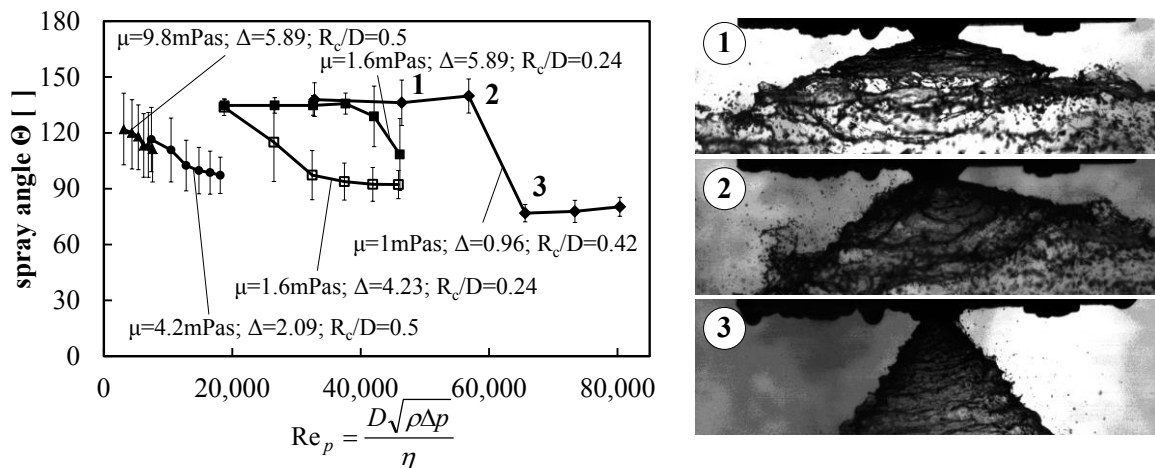 180
150
120
90
60
30
0
spray angle Θ [ ]
μ=9.8mPas; Δ=5.89; R_c/D=0.5
μ=1.6mPas; Δ=5.89; R_c/D=0.24
1
2
3
μ=1mPas; Δ=0.96; R_c/D=0.42
μ=1.6mPas; Δ=4.23; R_c/D=0.24
μ=4.2mPas; Δ=2.09; R_c/D=0.5
0 20,000 40,000 60,000 80,000
Re_p = D√ρΔp / η
1
2
3